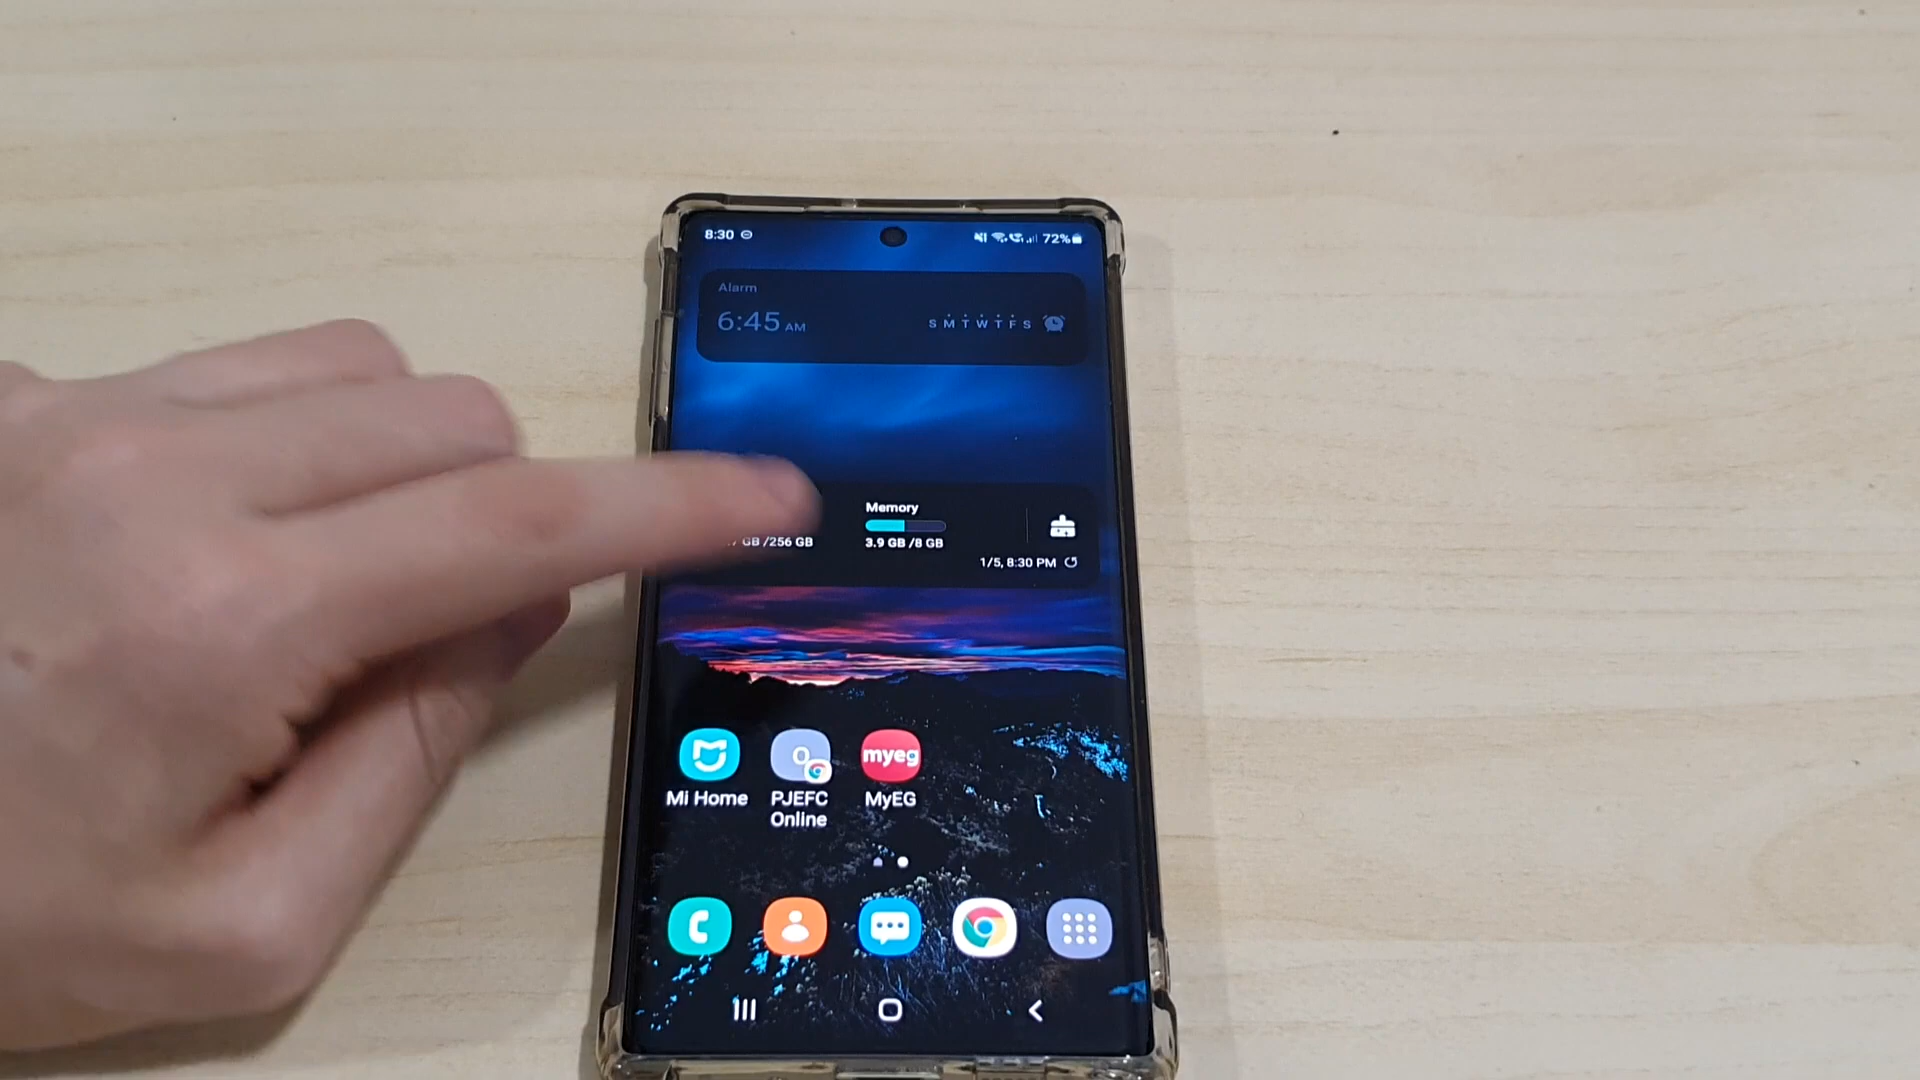 8:30
72%
Alarm
6:45 AM
S M T W T F S
Memory
GB /256 GB
3.9 GB /8 GB
1/5, 8:30 PM
myeg
Mi Home
PJEFC
Online
MyEG
O